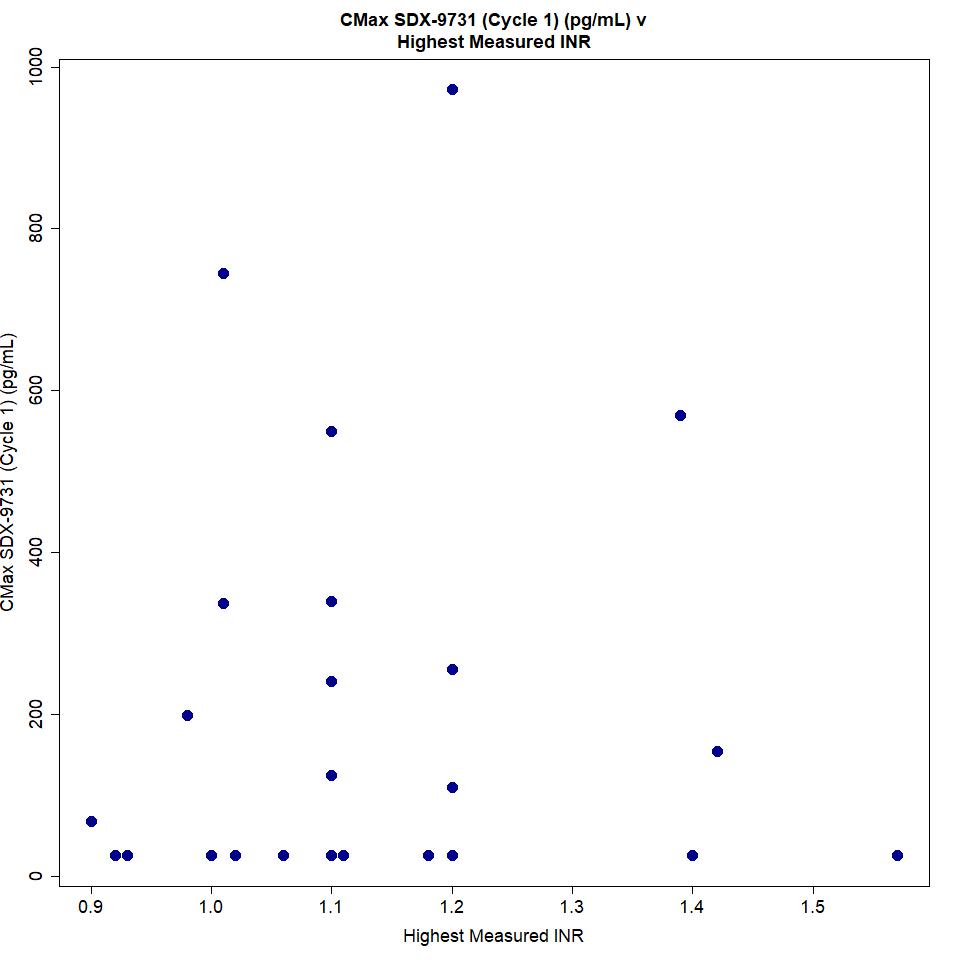 CMax SDX-9731 (Cycle 1) (pg/mL) v
Highest Measured INR
CMax SDX-9731 (Cycle 1) (pg/mL)
1000
800
600
400
200
0
0.9 1.0 1.1 1.2 1.3 1.4 1.5
Highest Measured INR